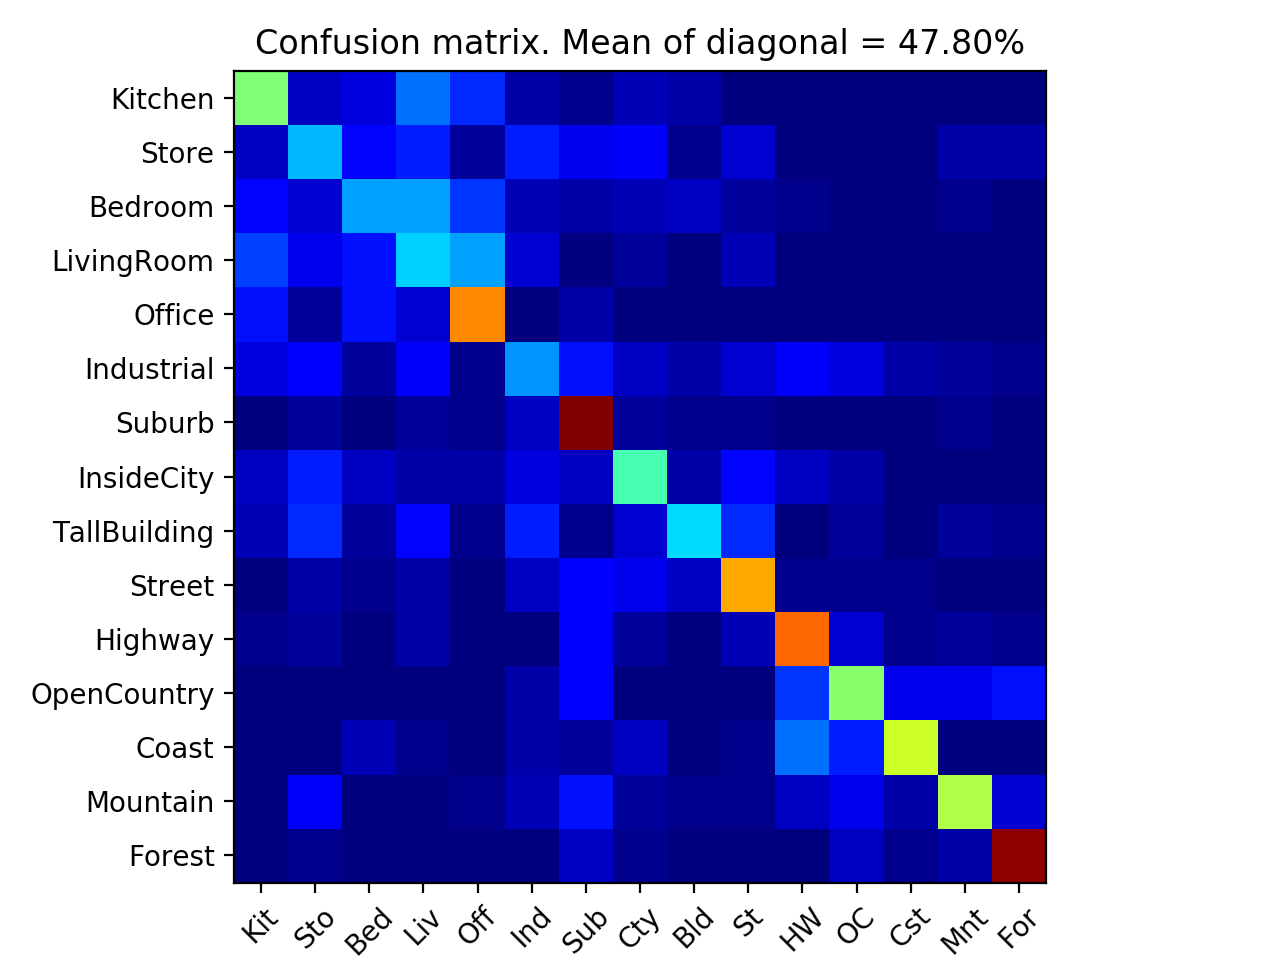 Confusion matrix. Mean of diagonal = 47.80%
Kitchen
Store
Bedroom
LivingRoom
Office
Industrial
Suburb
InsideCity
TallBuilding
Street
Highway
OpenCountry
Coast
Mountain
Forest
Kit Sto Bed Liv Off Ind Sub Cty Bld St HW OC Cst Mnt For